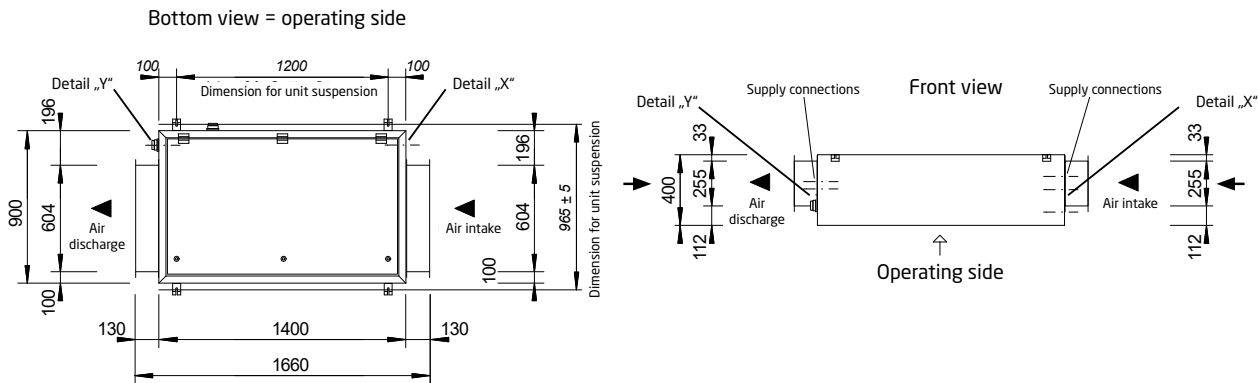 Bottom view = operating side
100
1200
100
Detail „Y“
Dimension for unit suspension
Detail „X“
196
196
900
604
Air
discharge
Air intake
604
965 ± 5
Dimension for unit suspension
100
100
130
1400
130
1660
Front view
Detail „Y“
Supply connections
Supply connections
Detail „X“
33
33
400
255
255
Air
discharge
Air intake
112
112
Operating side